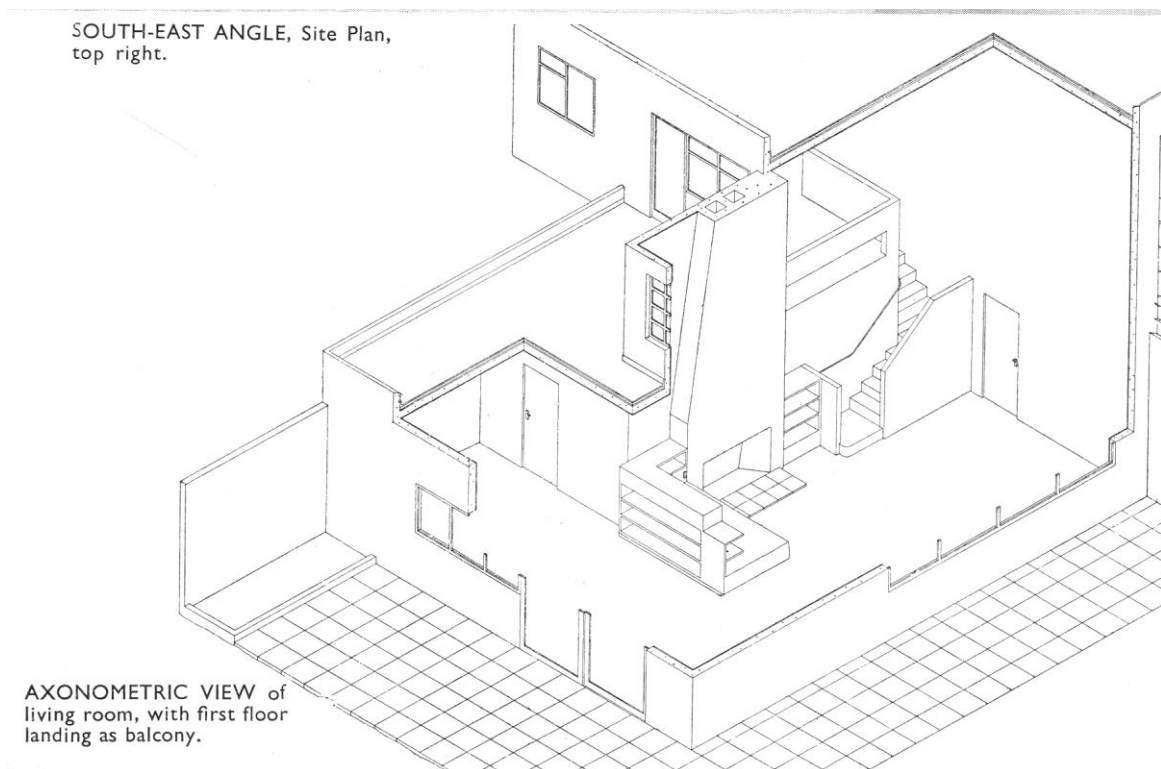 SOUTH-EAST ANGLE, Site Plan,
top right.
AXONOMETRIC VIEW of
living room, with first floor
landing as balcony.